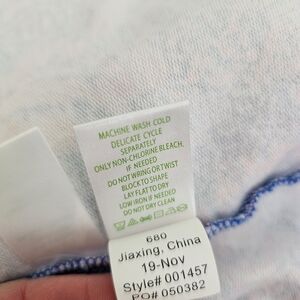 MACHINE WASH COLD
DELICATE CYCLE
SEPARATELY
ONLY NON-CHLORINE BLEACH.
IF NEEDED
DO NOT WRING OR TWIST
BLOCK TO SHAPE
LAY FLAT TO DRY
LOW IRON IF NEEDED
DO NOT DRY CLEAN
680
Jiaxing, China
19-Nov
Style# 001457
PO# 050382